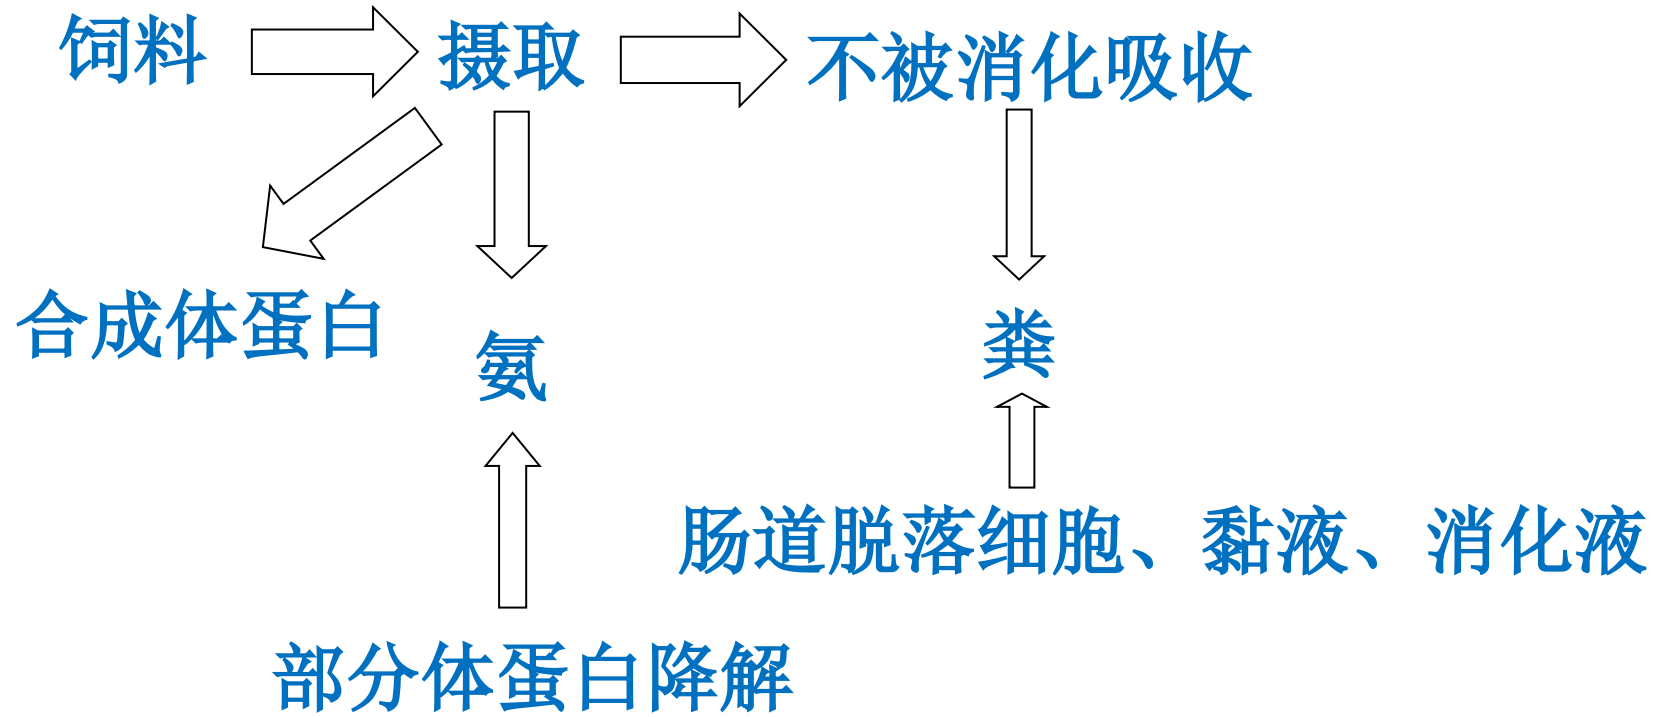 饲料
摄取
不被消化吸收
合成体蛋白
氨
粪
肠道脱落细胞、黏液、消化液
部分体蛋白降解